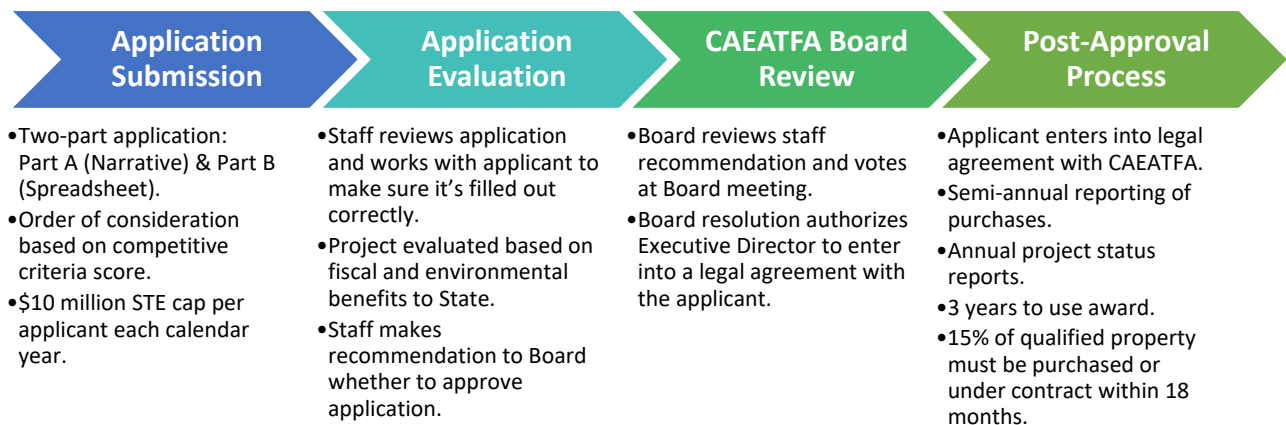 Application
Submission
•Two-part application:
Part A (Narrative) & Part B
(Spreadsheet).
•Order of consideration
based on competitive
criteria score.
•$10 million STE cap per
applicant each calendar
year.
Application
Evaluation
•Staff reviews application
and works with applicant to
make sure it’s filled out
correctly.
•Project evaluated based on
fiscal and environmental
benefits to State.
•Staff makes
recommendation to Board
whether to approve
application.
CAEATFA Board
Review
•Board reviews staff
recommendation and votes
at Board meeting.
•Board resolution authorizes
Executive Director to enter
into a legal agreement with
the applicant.
Post-Approval
Process
•Applicant enters into legal
agreement with CAEATFA.
•Semi-annual reporting of
purchases.
•Annual project status
reports.
•3 years to use award.
•15% of qualified property
must be purchased or
under contract within 18
months.